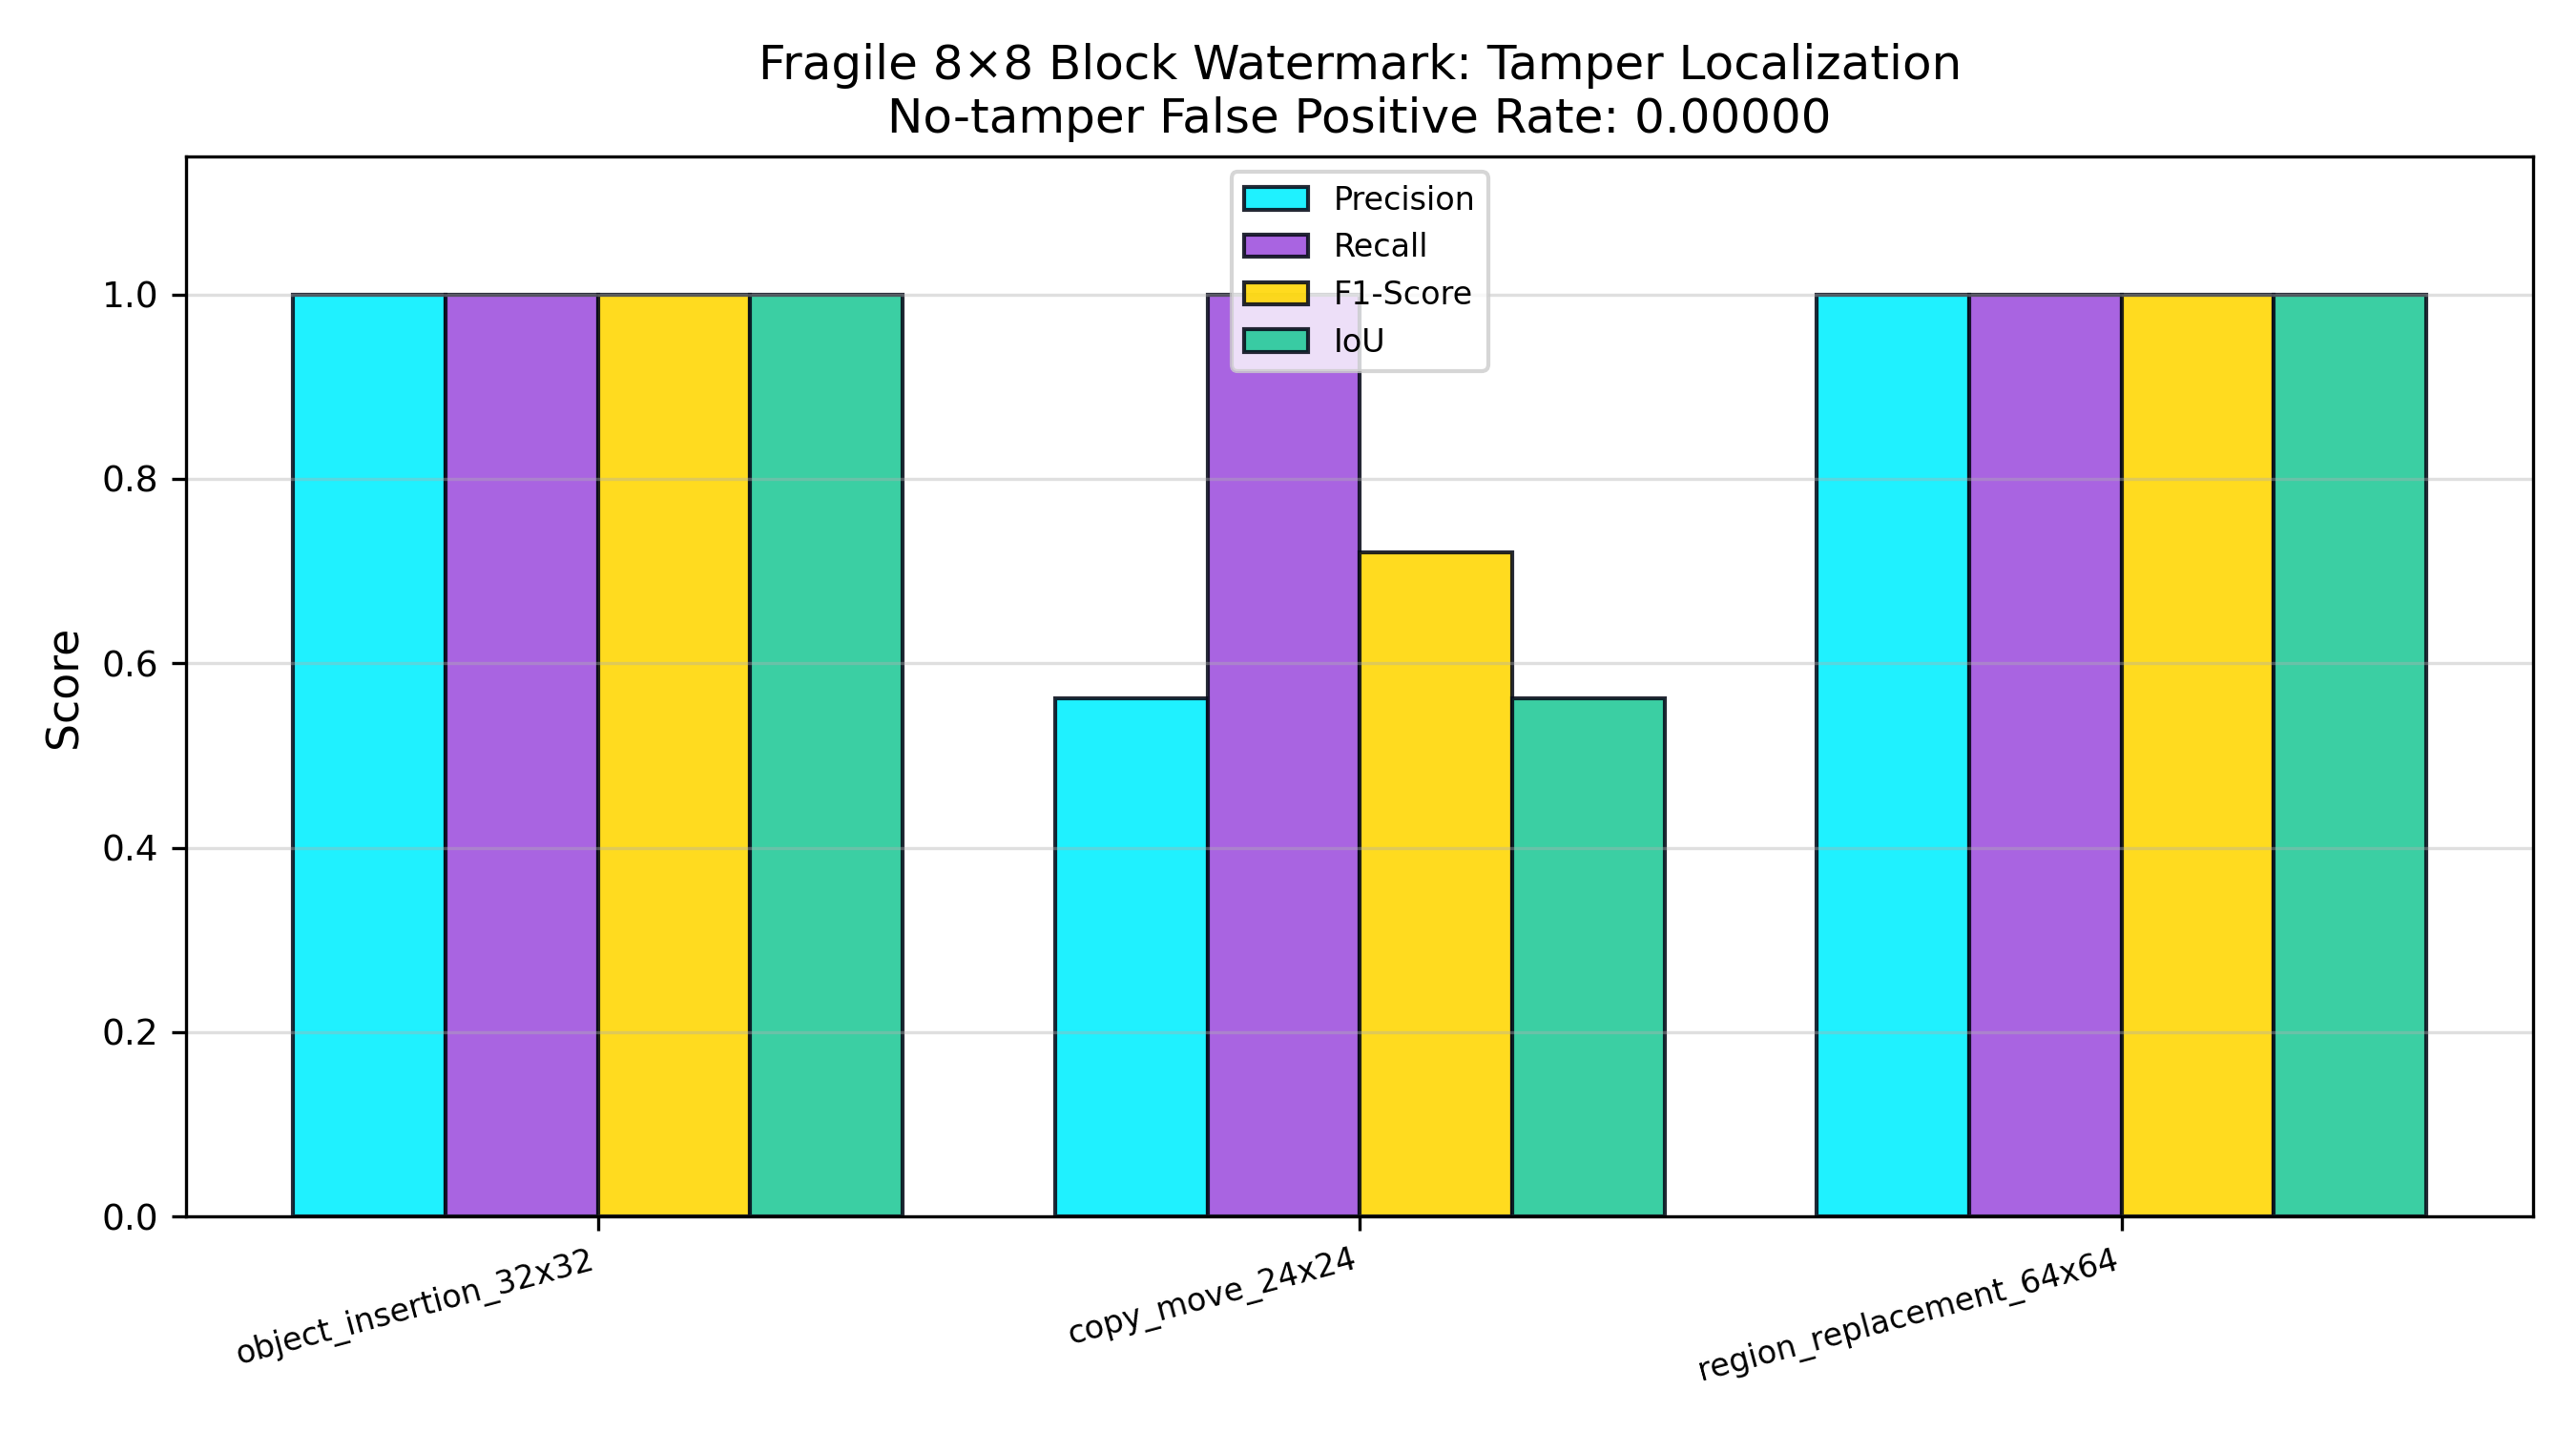 Fragile 8×8 Block Watermark: Tamper Localization
No-tamper False Positive Rate: 0.00000
Precision
Recall
F1-Score
IoU
Score
1.0
0.8
0.6
0.4
0.2
0.0
object_insertion_32x32
copy_move_24x24
region_replacement_64x64